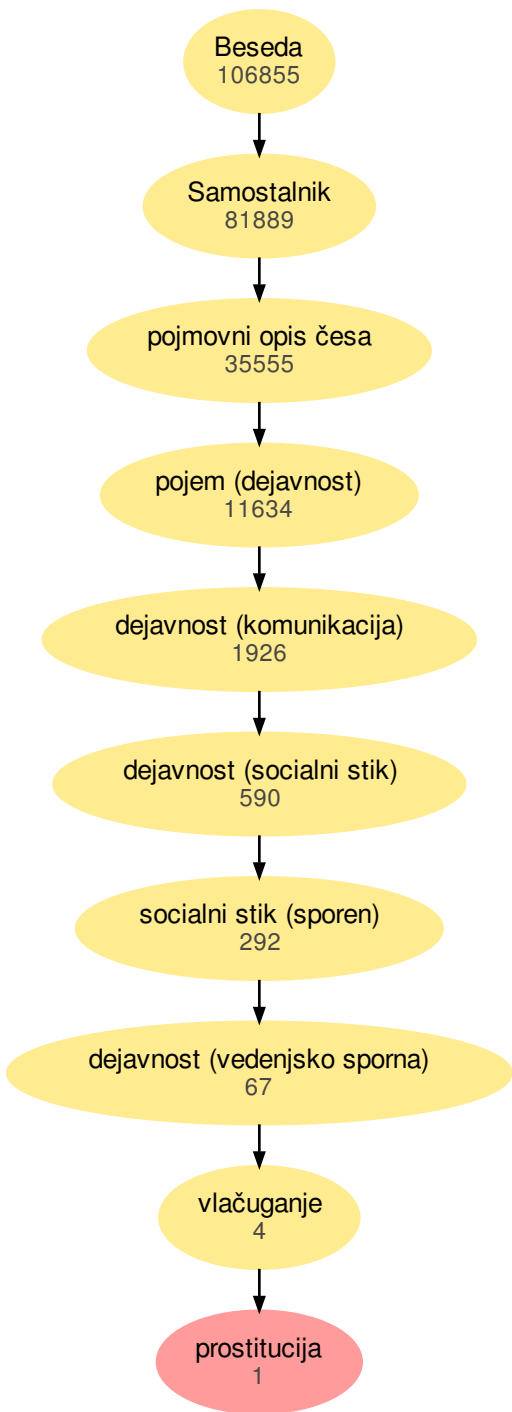 Beseda
106855
Samostalnik
81889
pojmovni opis česa
35555
pojem (dejavnost)
11634
dejavnost (komunikacija)
1926
dejavnost (socialni stik)
590
socialni stik (sporen)
292
dejavnost (vedenjsko sporna)
67
vlačuganje
4
prostitucija
1